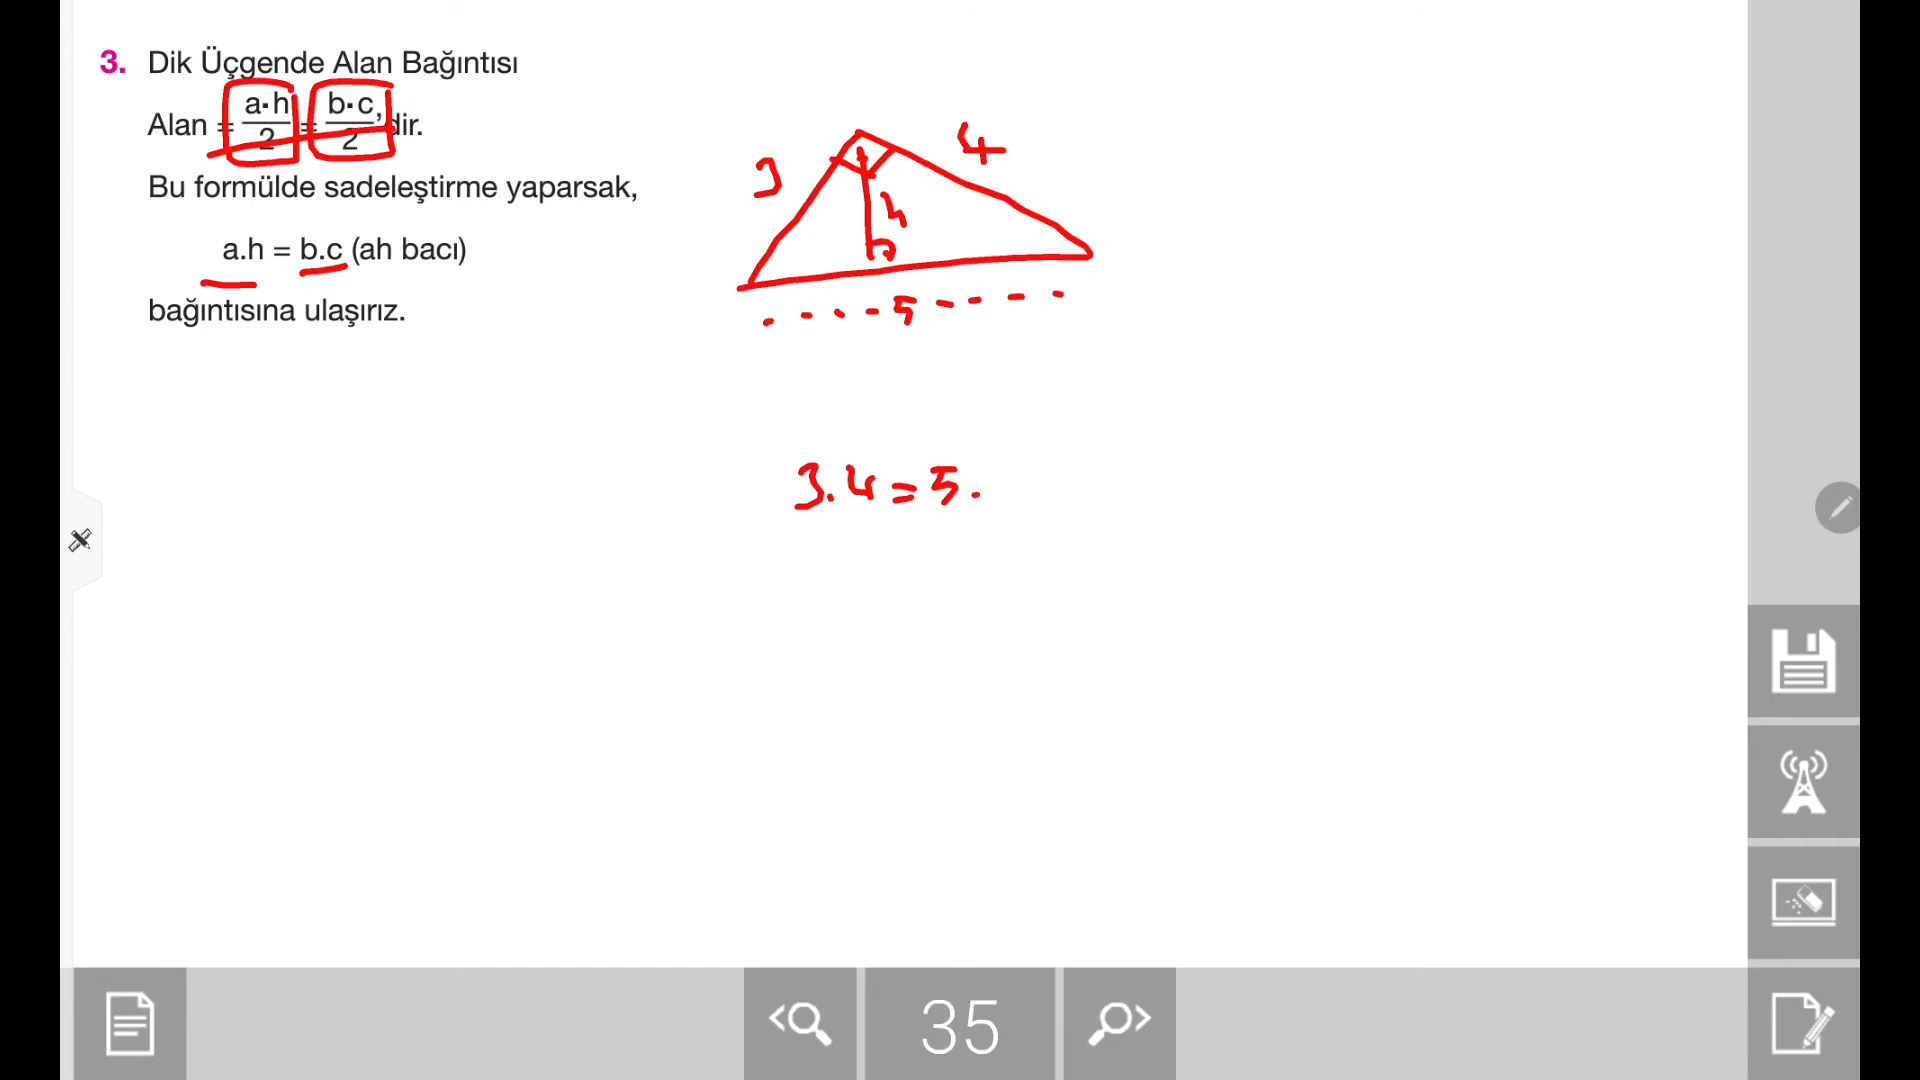 3. Dik Üçgende Alan Bağıntısı
Alan = a·h/2 = b·c/2, dir.
Bu formülde sadeleştirme yaparsak,
a.h = b.c (ah bacı)
bağıntısına ulaşırız.
3
4
h
5
3.4=5.
35